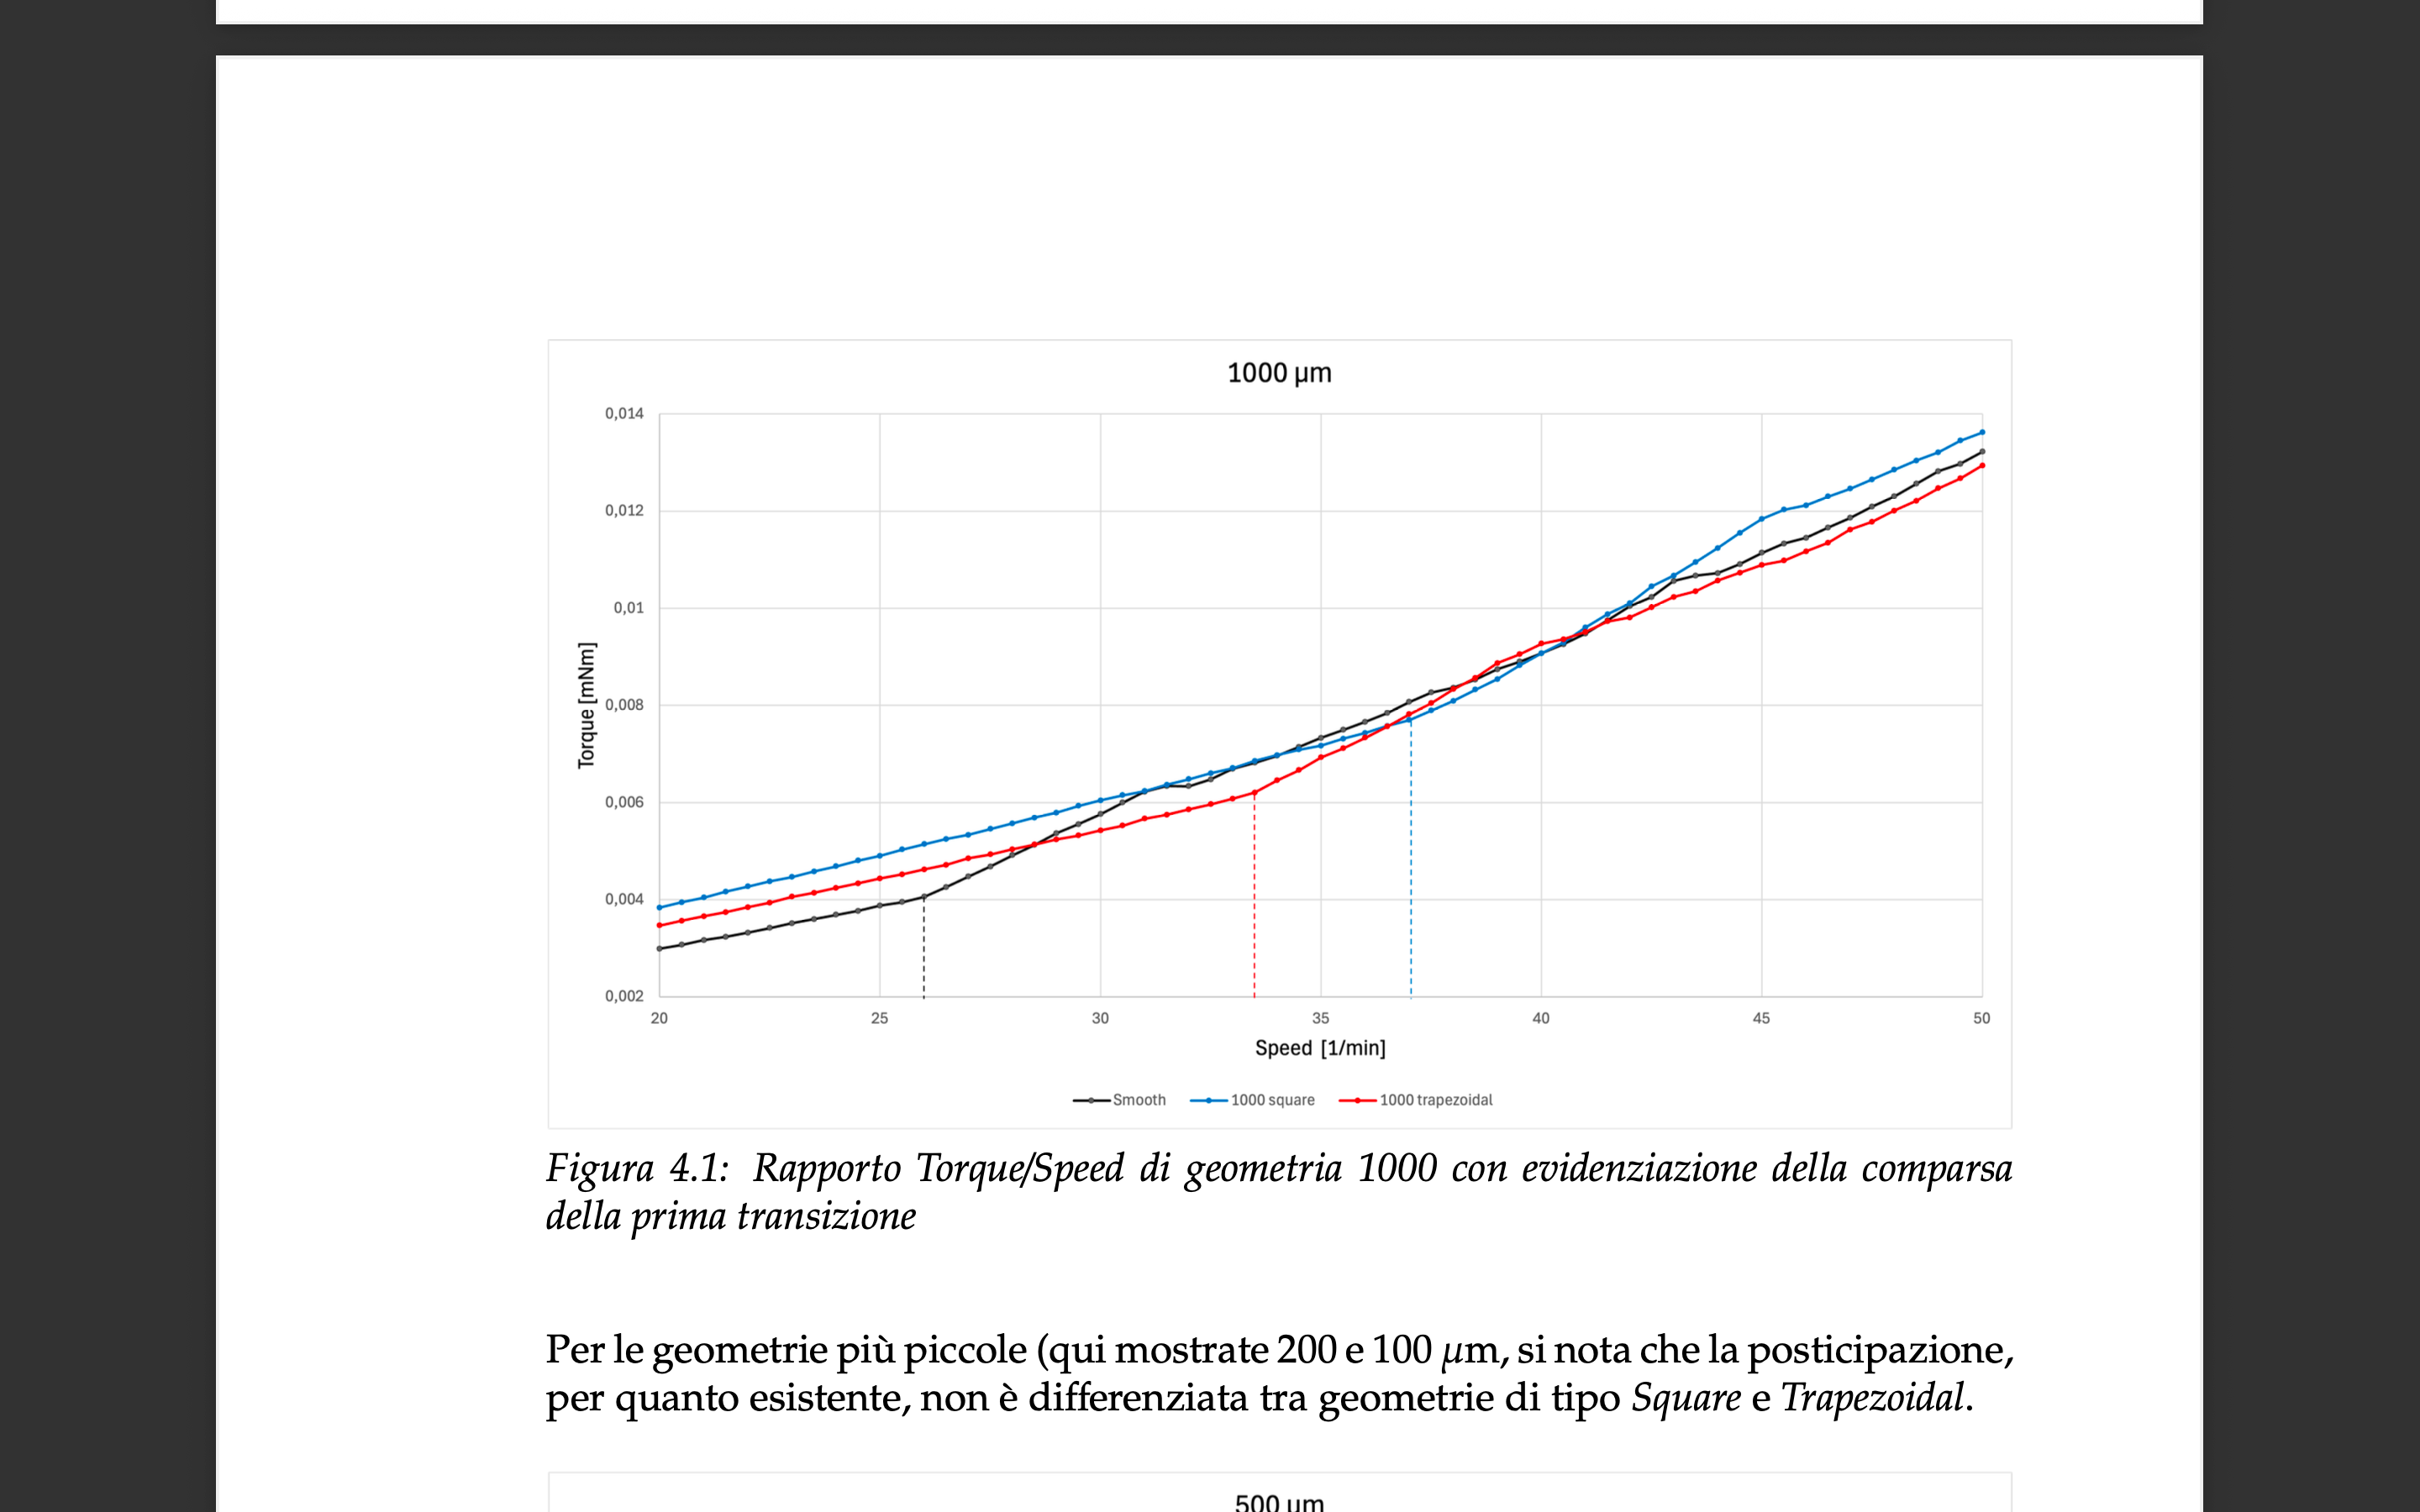 1000 µm
0,014
0,012
0,01
0,008
0,006
0,004
0,002
Torque [mNm]
20 25 30 35 40 45 50
Speed [1/min]
Smooth 1000 square 1000 trapezoidal
Figura 4.1: Rapporto Torque/Speed di geometria 1000 con evidenziazione della comparsa
della prima transizione
Per le geometrie più piccole (qui mostrate 200 e 100 µm, si nota che la posticipazione,
per quanto esistente, non è differenziata tra geometrie di tipo Square e Trapezoidal.
500 µm